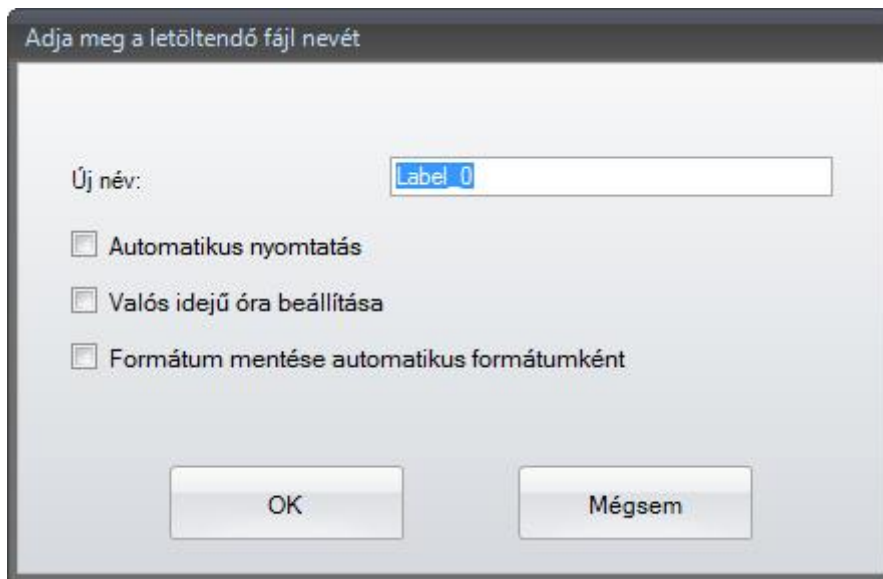 Adja meg a letöltendő fájl nevét
Új név:
Label_0
Automatikus nyomtatás
Valós idejű óra beállítása
Formátum mentése automatikus formátumként
OK
Mégsem